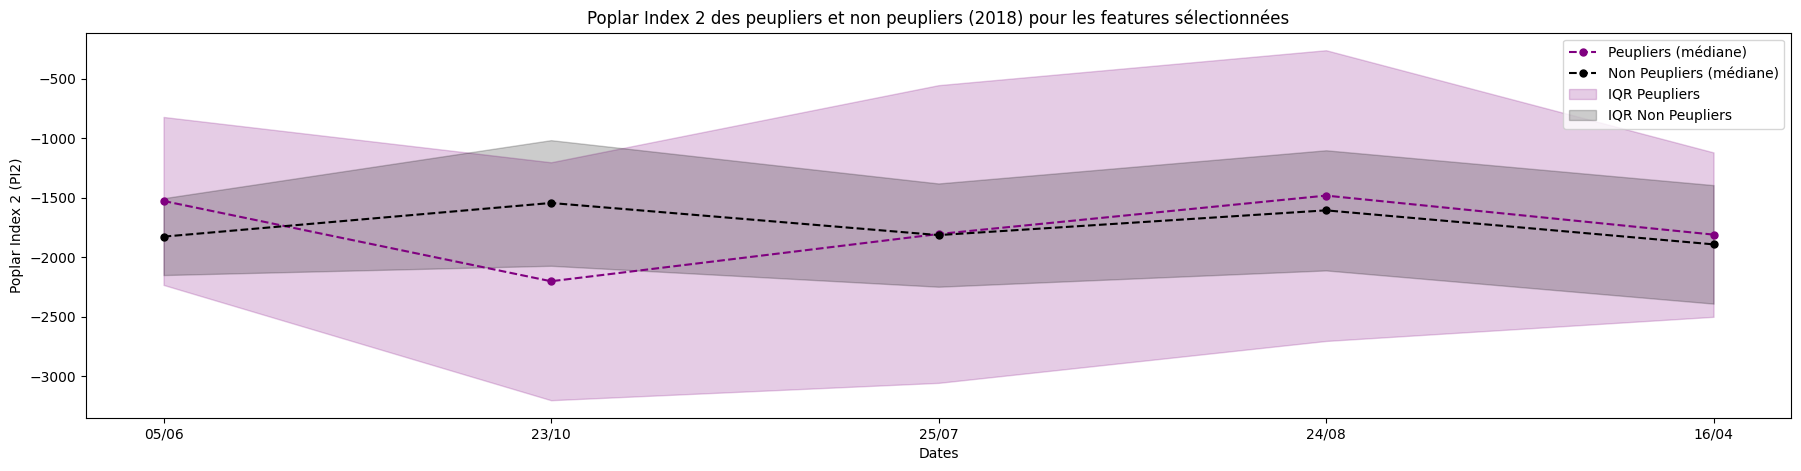 Poplar Index 2 des peupliers et non peupliers (2018) pour les features sélectionnées
Poplar Index 2 (PI2)
−500
−1000
−1500
−2000
−2500
−3000
Peupliers (médiane)
Non Peupliers (médiane)
IQR Peupliers
IQR Non Peupliers
05/06
23/10
25/07
24/08
16/04
Dates